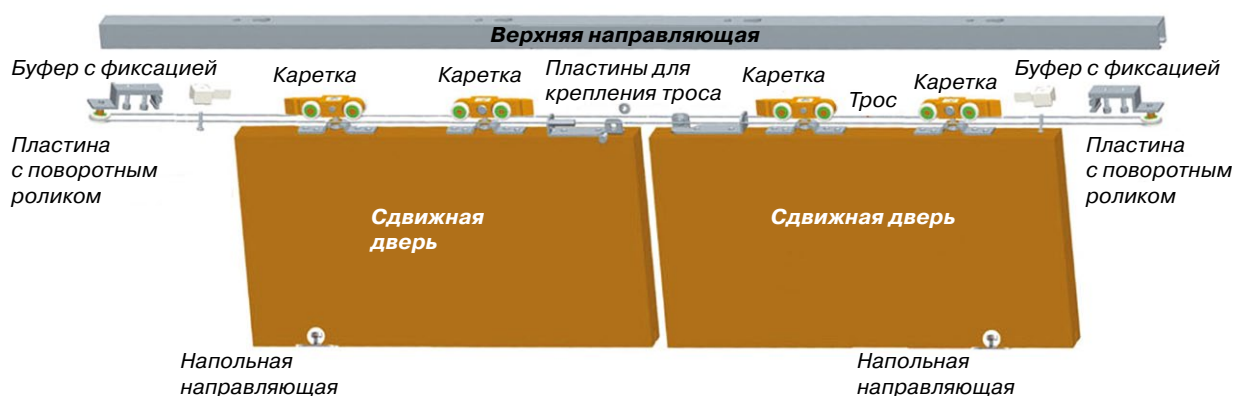 Верхняя направляющая
Буфер с фиксацией
Каретка
Каретка
Пластины для
крепления троса
Каретка
Трос
Каретка
Буфер с фиксацией
Пластина
с поворотным
роликом
Пластина
с поворотным
роликом
Сдвижная
дверь
Сдвижная дверь
Напольная
направляющая
Напольная
направляющая